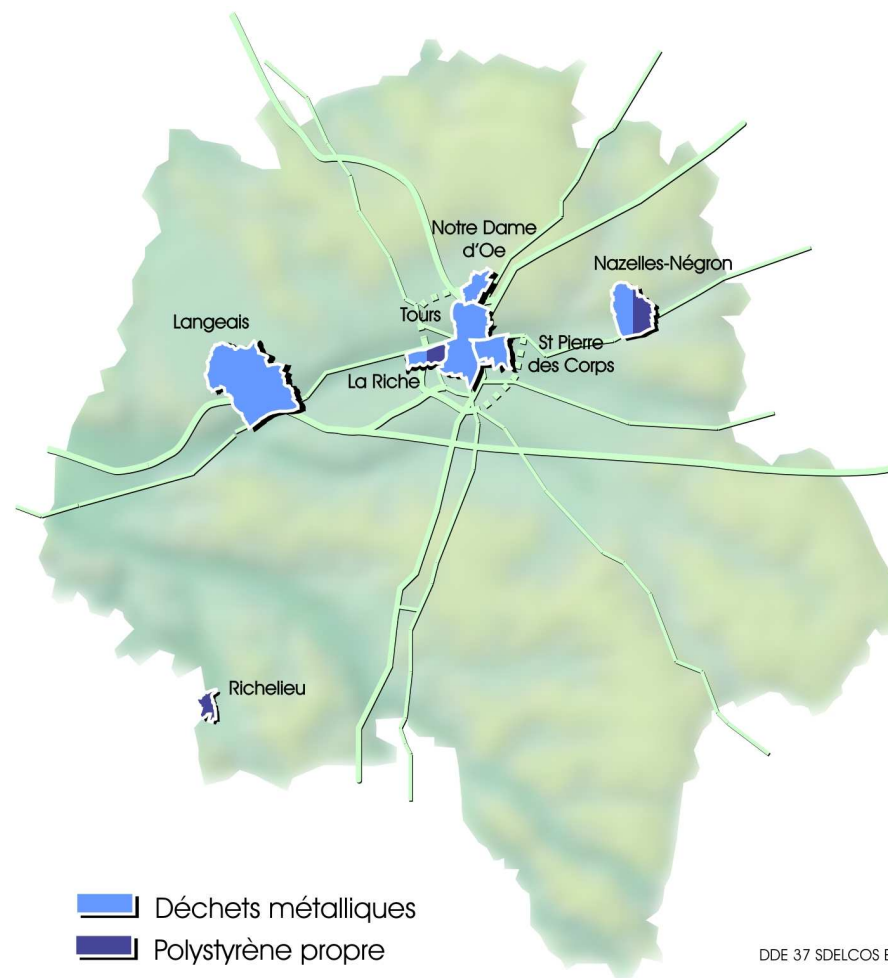 Notre Dame
d'Oe
Nazelles-Négron
Langeais
Tours
St Pierre
des Corps
La Riche
Richelieu
Déchets métalliques
Polystyrène propre
DDE 37 SDELCOS